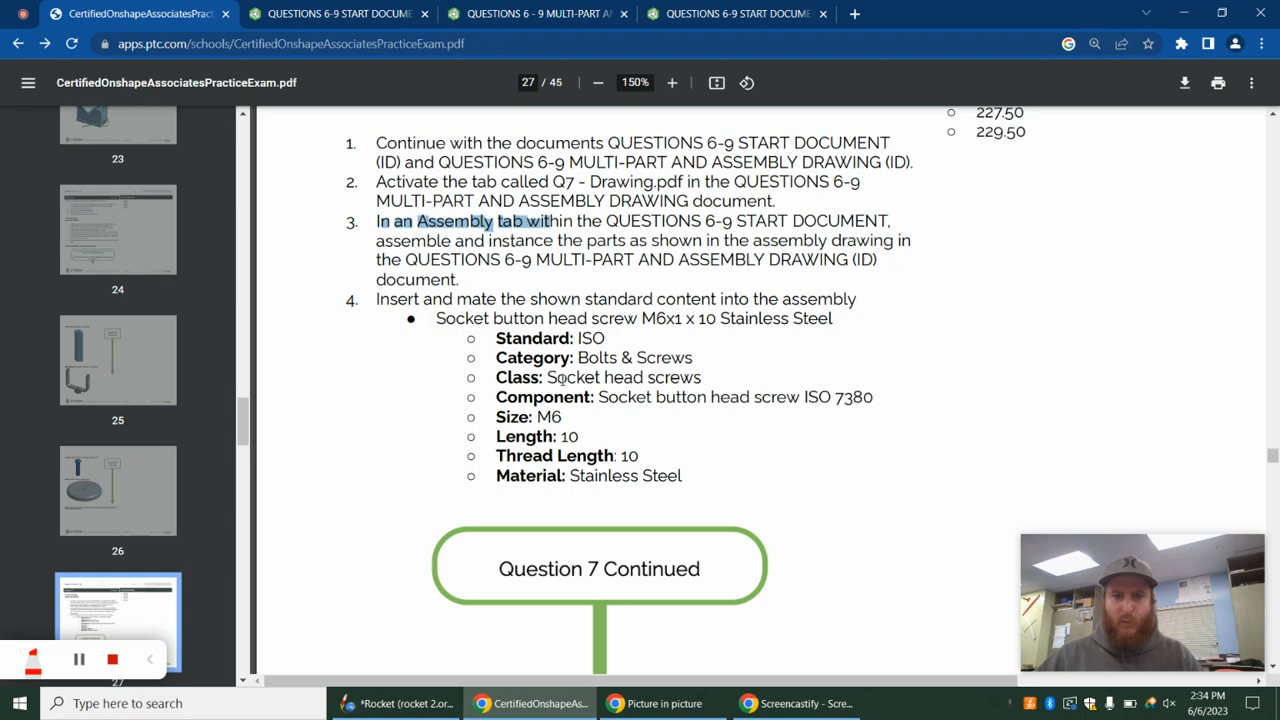 Certified Onshape Associates Practi
QUESTIONS 6-9 START DOCUME
QUESTIONS 6 - 9 MULTI-PART A
QUESTIONS 6-9 START DOCUME
apps.ptc.com/schools/CertifiedOnshapeAssociatesPracticeExam.pdf
CertifiedOnshapeAssociatesPracticeExam.pdf
27 / 45
150%
227.50
229.50
1. Continue with the documents QUESTIONS 6-9 START DOCUMENT
(ID) and QUESTIONS 6-9 MULTI-PART AND ASSEMBLY DRAWING (ID).
2. Activate the tab called Q7 - Drawing.pdf in the QUESTIONS 6-9
MULTI-PART AND ASSEMBLY DRAWING document.
3. In an Assembly tab within the QUESTIONS 6-9 START DOCUMENT,
assemble and instance the parts as shown in the assembly drawing in
the QUESTIONS 6-9 MULTI-PART AND ASSEMBLY DRAWING (ID)
document.
4. Insert and mate the shown standard content into the assembly
● Socket button head screw M6x1 x 10 Stainless Steel
○ Standard: ISO
○ Category: Bolts & Screws
○ Class: Socket head screws
○ Component: Socket button head screw ISO 7380
○ Size: M6
○ Length: 10
○ Thread Length: 10
○ Material: Stainless Steel
Question 7 Continued
23
24
25
26
27
Type here to search
*Rocket (rocket 2.or...
CertifiedOnshapeAs...
Picture in picture
Screencastify - Scre...
2:34 PM
6/6/2023